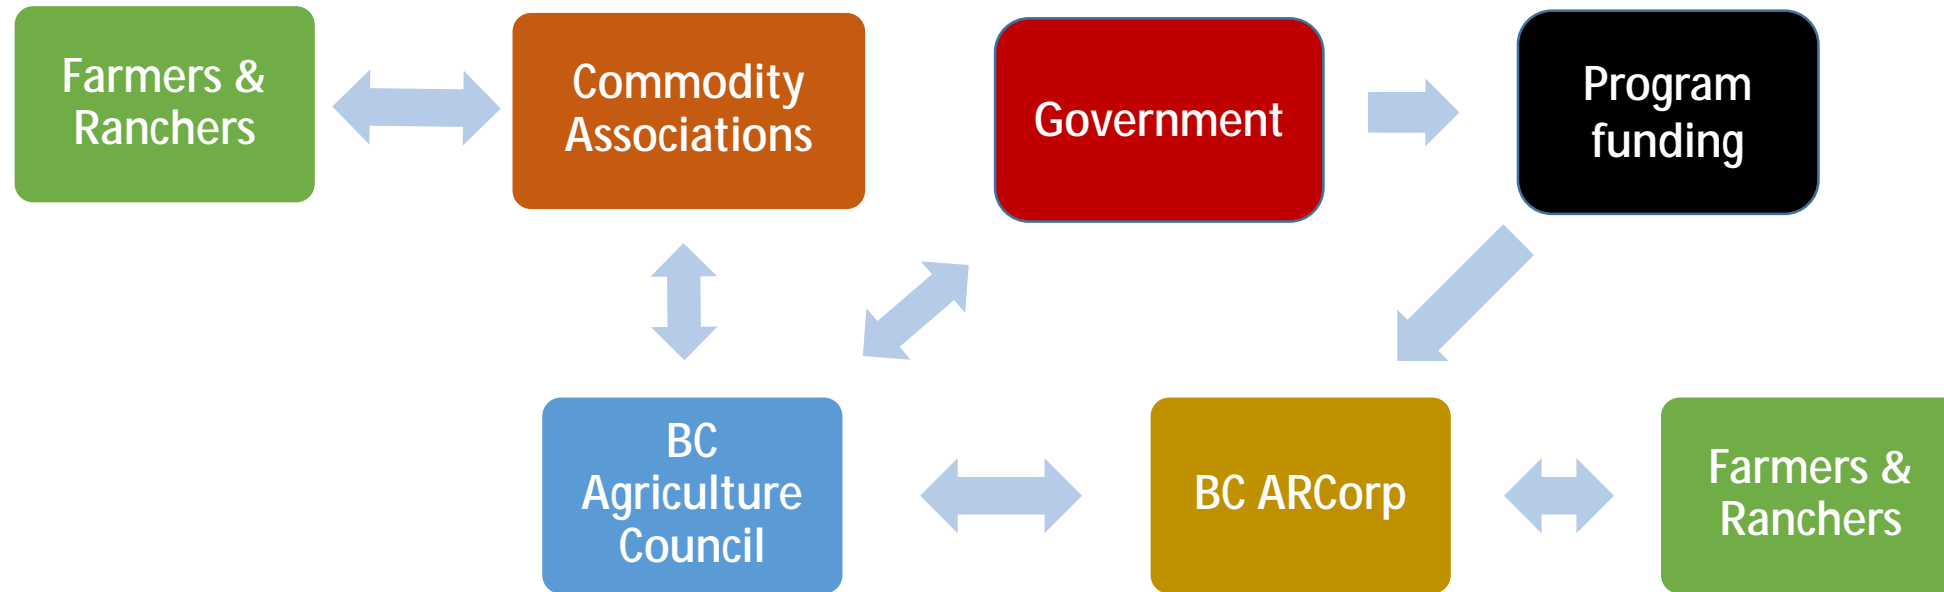 Farmers &
Ranchers
Commodity
Associations
Government
Program
funding
BC
Agriculture
Council
BC ARCorp
Farmers &
Ranchers